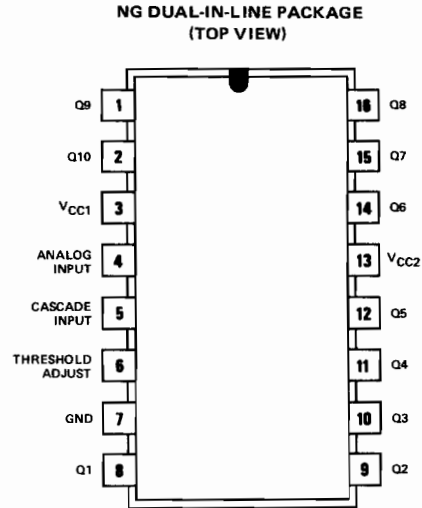 NG DUAL-IN-LINE PACKAGE
(TOP VIEW)
Q9 1
16 Q8
Q10 2
15 Q7
VCC1 3
14 Q6
ANALOG
INPUT 4
13 VCC2
CASCADE
INPUT 5
12 Q5
THRESHOLD
ADJUST 6
11 Q4
GND 7
10 Q3
Q1 8
9 Q2